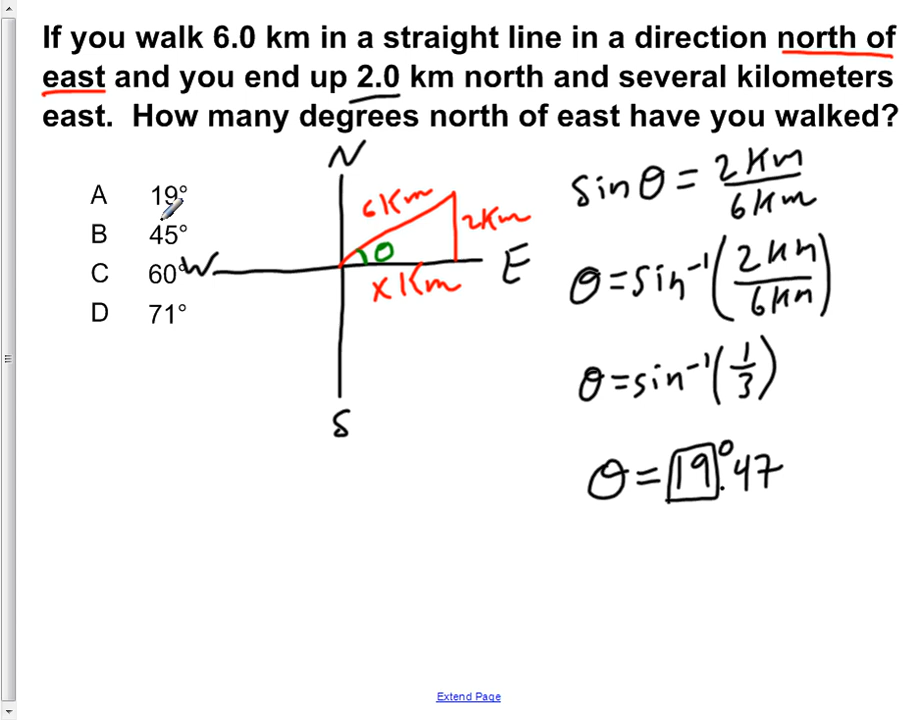 If you walk 6.0 km in a straight line in a direction north of
east and you end up 2.0 km north and several kilometers
east. How many degrees north of east have you walked?
A 19°
B 45°
C 60°
D 71°
N
W
E
S
6Km
2Km
θ
xKm
sinθ = 2Km/6Km
θ=sin⁻¹(2Km/6Km)
θ=sin⁻¹(1/3)
θ=19°.47
Extend Page